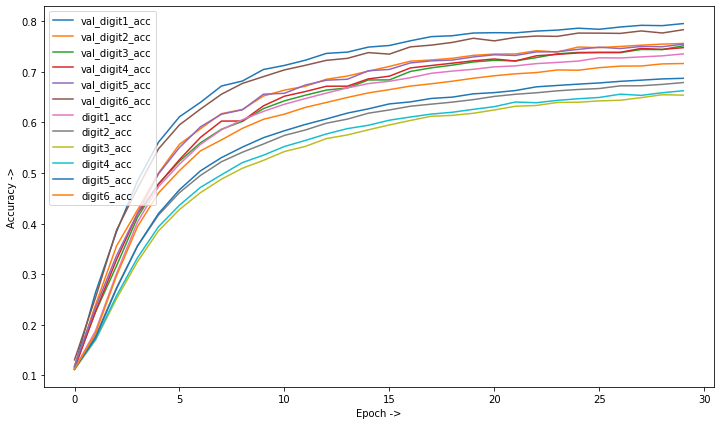 val_digit1_acc
val_digit2_acc
val_digit3_acc
val_digit4_acc
val_digit5_acc
val_digit6_acc
digit1_acc
digit2_acc
digit3_acc
digit4_acc
digit5_acc
digit6_acc
0.8
0.7
0.6
0.5
0.4
0.3
0.2
0.1
Accuracy ->
0 5 10 15 20 25 30
Epoch ->